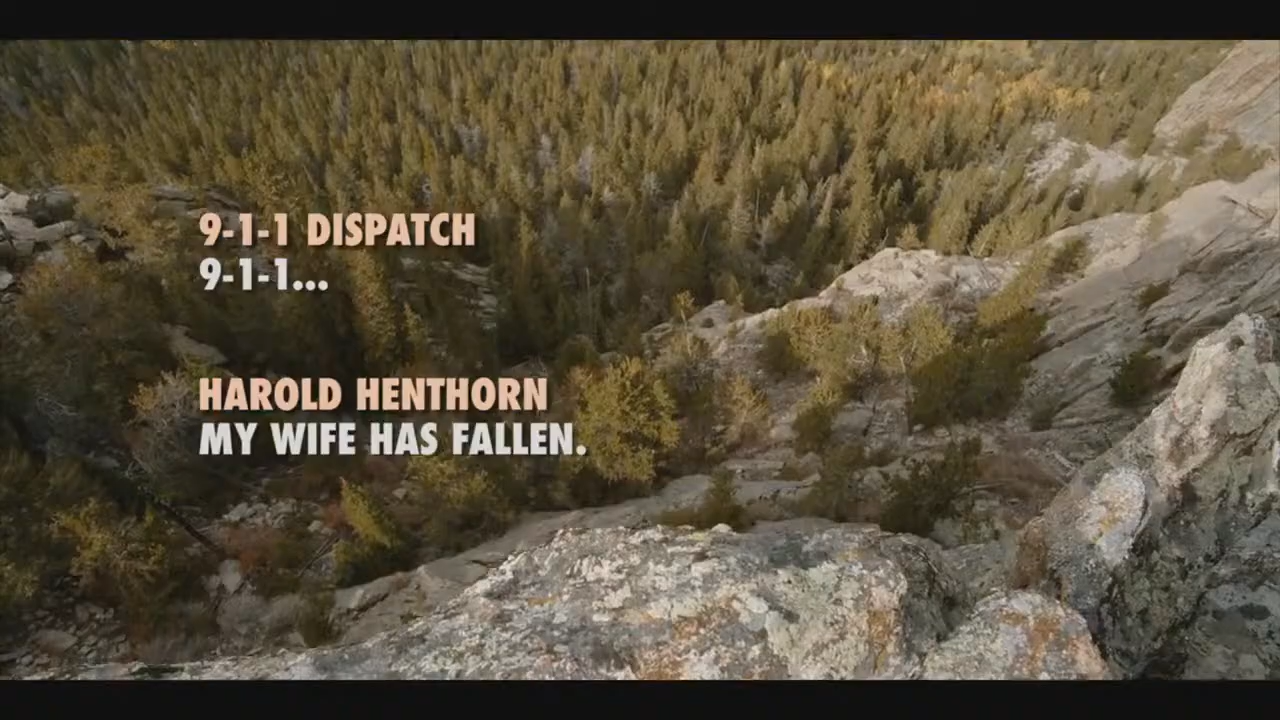 9-1-1 DISPATCH
9-1-1...
HAROLD HENTHORN
MY WIFE HAS FALLEN.